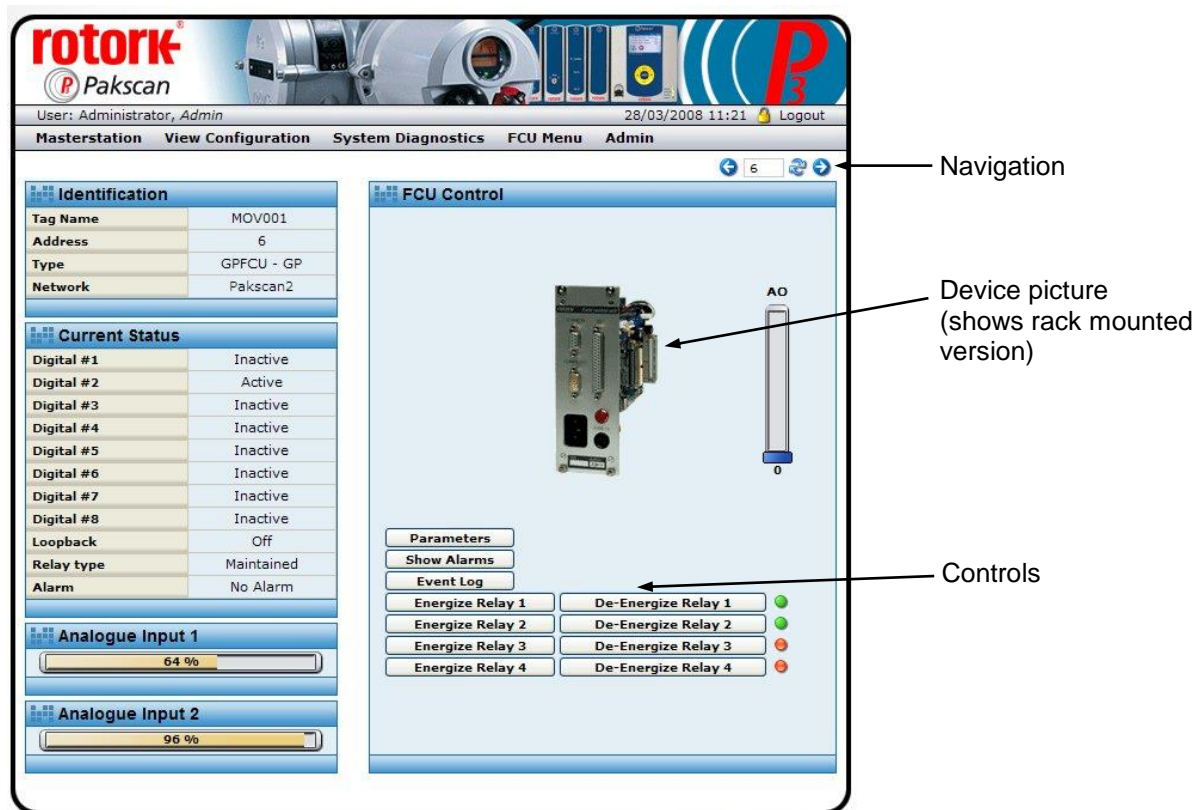 rotork®
P Pakscan
P3
User: Administrator, Admin 28/03/2008 11:21 Logout
Masterstation View Configuration System Diagnostics FCU Menu Admin
6
Navigation
Identification
Tag Name MOV001
Address 6
Type GPFCU - GP
Network Pakscan2
Current Status
Digital #1 Inactive
Digital #2 Active
Digital #3 Inactive
Digital #4 Inactive
Digital #5 Inactive
Digital #6 Inactive
Digital #7 Inactive
Digital #8 Inactive
Loopback Off
Relay type Maintained
Alarm No Alarm
Analogue Input 1
64 %
Analogue Input 2
96 %
FCU Control
AO
0
Device picture
(shows rack mounted
version)
Parameters
Show Alarms
Event Log
Controls
Energize Relay 1 De-Energize Relay 1
Energize Relay 2 De-Energize Relay 2
Energize Relay 3 De-Energize Relay 3
Energize Relay 4 De-Energize Relay 4